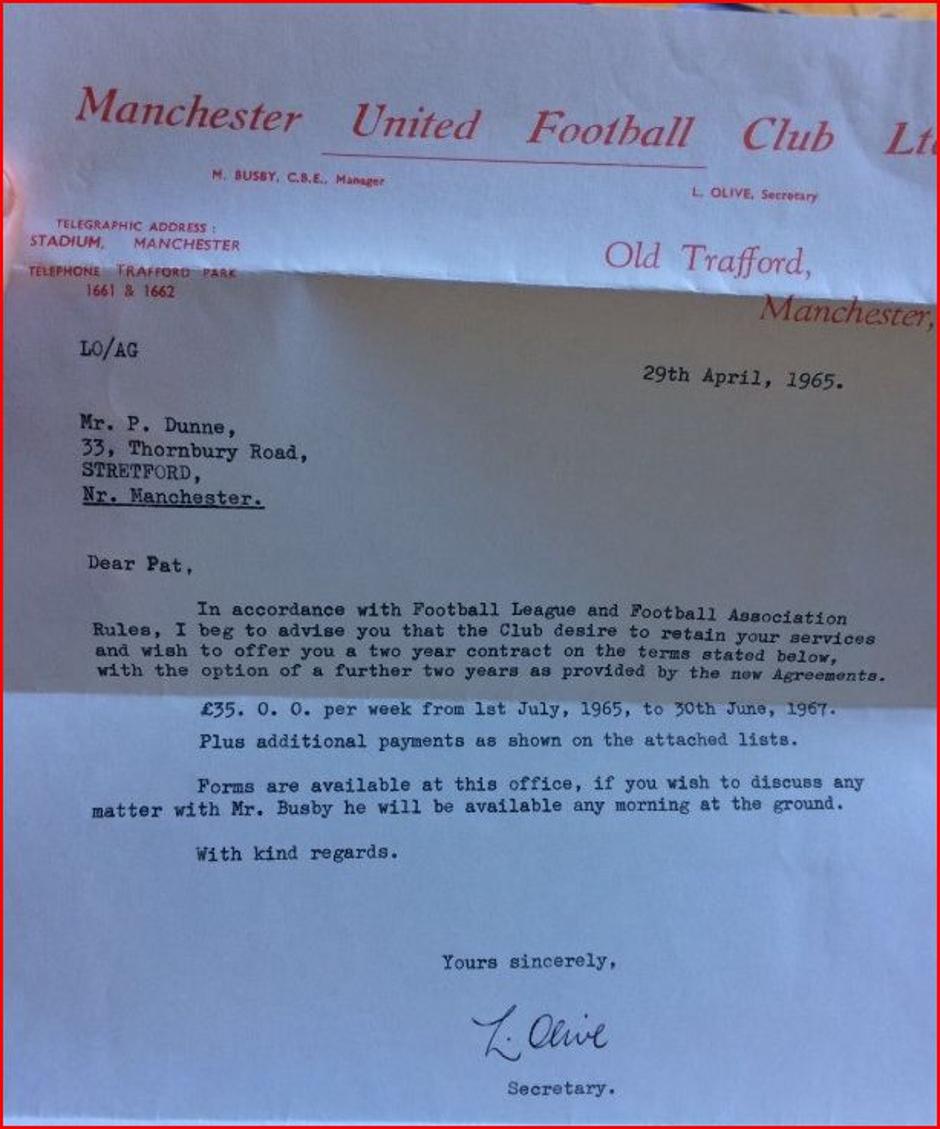 Manchester United Football Club Ltd
M. BUSBY, C.B.E., Manager
L. OLIVE, Secretary
TELEGRAPHIC ADDRESS :
STADIUM, MANCHESTER
TELEPHONE TRAFFORD PARK
1661 & 1662
Old Trafford,
Manchester,
LO/AG
29th April, 1965.
Mr. P. Dunne,
33, Thornbury Road,
STRETFORD,
Nr. Manchester.
Dear Pat,
In accordance with Football League and Football Association
Rules, I beg to advise you that the Club desire to retain your services
and wish to offer you a two year contract on the terms stated below,
with the option of a further two years as provided by the new Agreements.
£35. 0. 0. per week from 1st July, 1965, to 30th June, 1967.
Plus additional payments as shown on the attached lists.
Forms are available at this office, if you wish to discuss any
matter with Mr. Busby he will be available any morning at the ground.
With kind regards.
Yours sincerely,
L. Olive
Secretary.